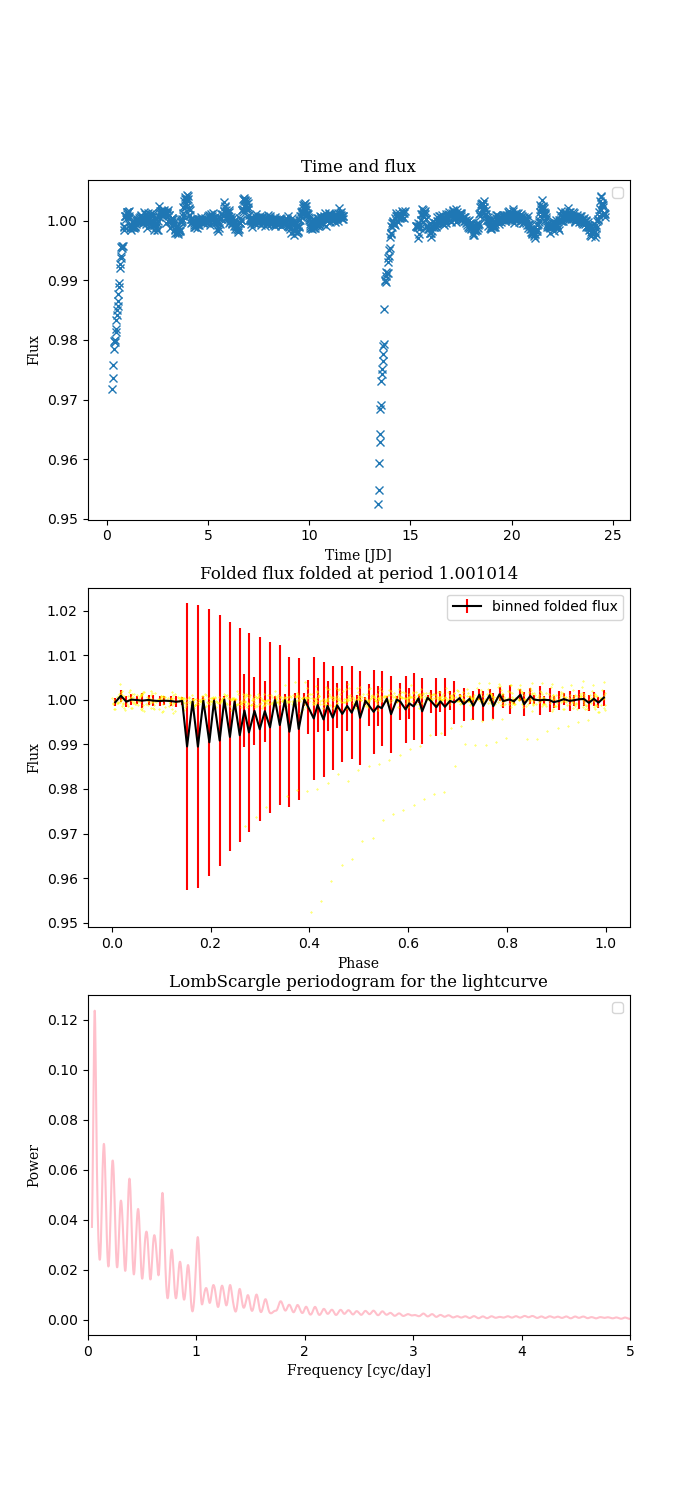 Time and flux
1.00
0.99
0.98
0.97
0.96
0.95
Flux
0 5 10 15 20 25
Time [JD]
Folded flux folded at period 1.001014
binned folded flux
1.02
1.01
1.00
0.99
0.98
0.97
0.96
0.95
Flux
0.0 0.2 0.4 0.6 0.8 1.0
Phase
LombScargle periodogram for the lightcurve
0.12
0.10
0.08
0.06
0.04
0.02
0.00
Power
0 1 2 3 4 5
Frequency [cyc/day]